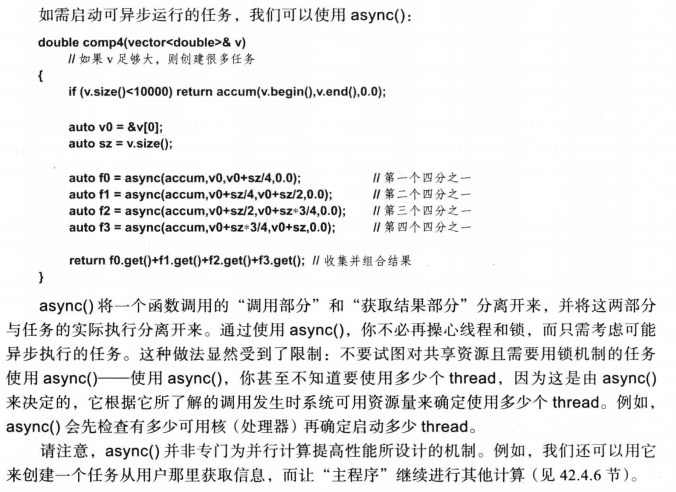 如需启动可异步运行的任务，我们可以使用 async()：
double comp4(vector<double>& v)
// 如果 v 足够大，则创建很多任务
{
if (v.size()<10000) return accum(v.begin(),v.end(),0.0);
auto v0 = &v[0];
auto sz = v.size();
auto f0 = async(accum,v0,v0+sz/4,0.0); // 第一个四分之一
auto f1 = async(accum,v0+sz/4,v0+sz/2,0.0); // 第二个四分之一
auto f2 = async(accum,v0+sz/2,v0+sz*3/4,0.0); // 第三个四分之一
auto f3 = async(accum,v0+sz*3/4,v0+sz,0.0); // 第四个四分之一
return f0.get()+f1.get()+f2.get()+f3.get(); // 收集并组合结果
}
async() 将一个函数调用的“调用部分”和“获取结果部分”分离开来，并将这两部分
与任务的实际执行分离开来。通过使用 async()，你不必再操心线程和锁，而只需考虑可能
异步执行的任务。这种做法显然受到了限制：不要试图对共享资源且需要用锁机制的任务
使用 async()——使用 async()，你甚至不知道要使用多少个 thread，因为这是由 async()
来决定的，它根据它所了解的调用发生时系统可用资源量来确定使用多少个 thread。例如，
async() 会先检查有多少可用核（处理器）再确定启动多少 thread。
请注意，async() 并非专门为并行计算提高性能所设计的机制。例如，我们还可以用它
来创建一个任务从用户那里获取信息，而让“主程序”继续进行其他计算（见 42.4.6 节）。